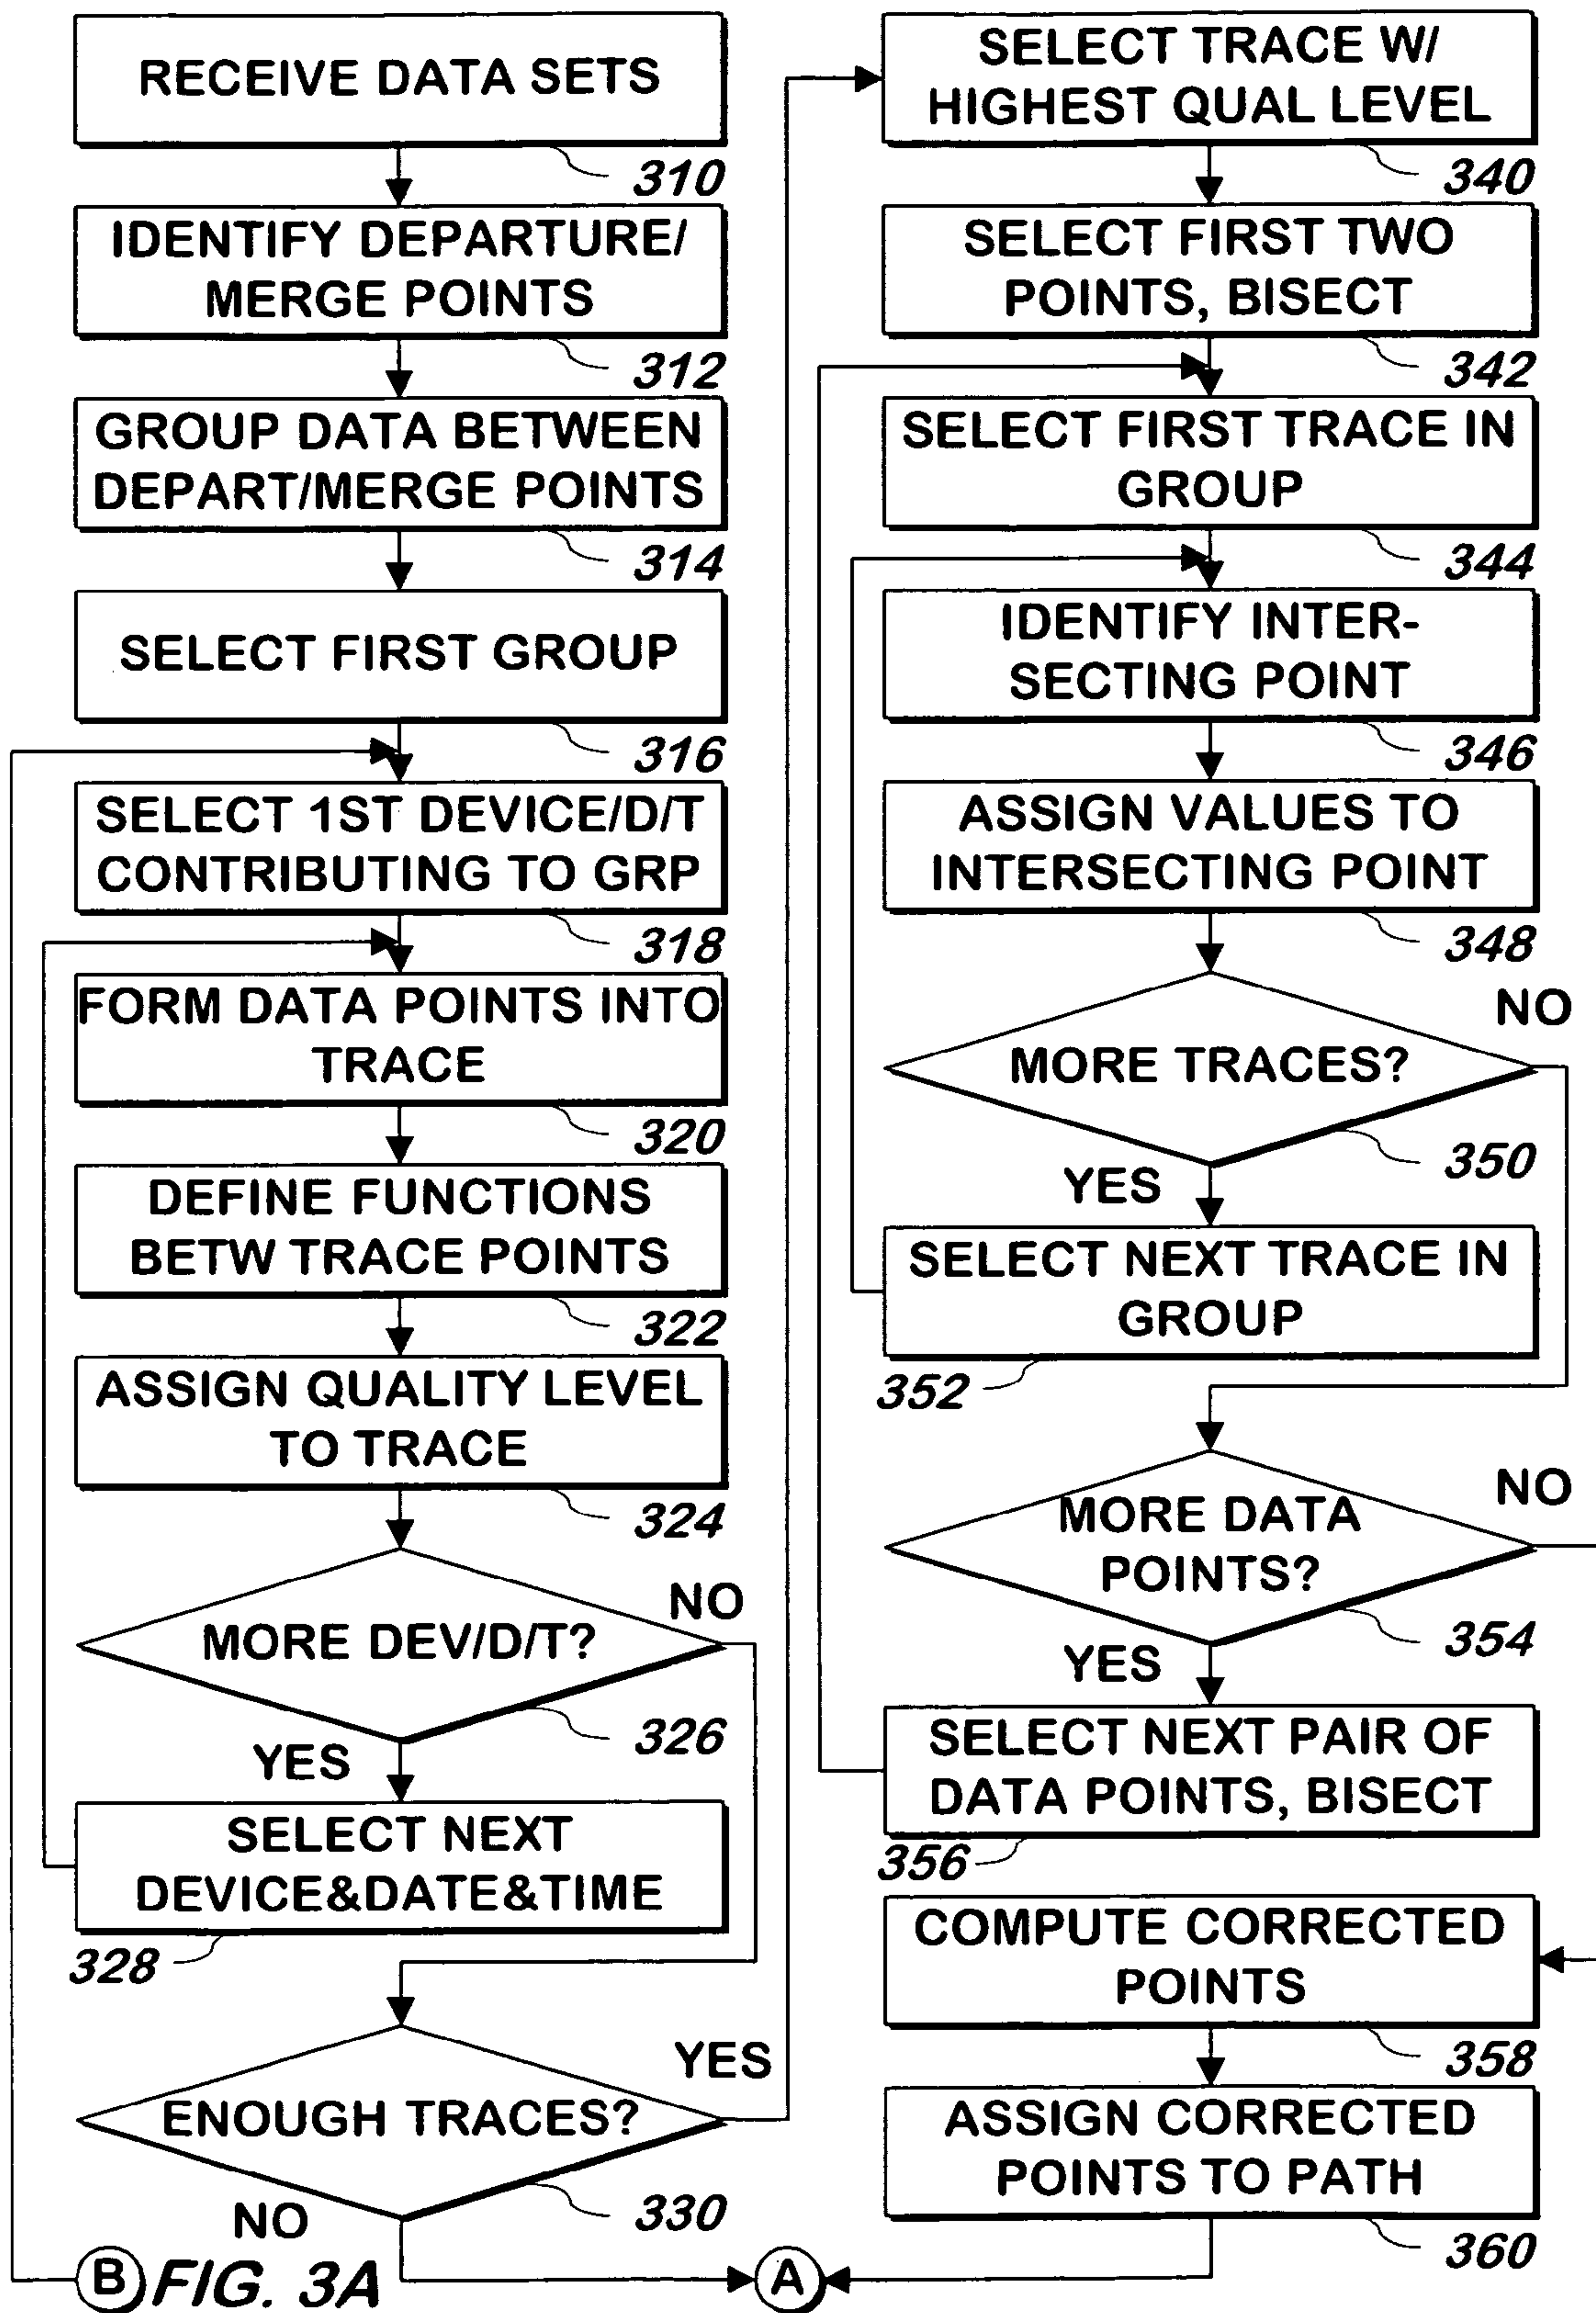 RECEIVE DATA SETS
310
IDENTIFY DEPARTURE/
MERGE POINTS
312
GROUP DATA BETWEEN
DEPART/MERGE POINTS
314
SELECT FIRST GROUP
316
SELECT 1ST DEVICE/D/T
CONTRIBUTING TO GRP
318
FORM DATA POINTS INTO
TRACE
320
DEFINE FUNCTIONS
BETW TRACE POINTS
322
ASSIGN QUALITY LEVEL
TO TRACE
324
NO
MORE DEV/D/T?
326
YES
SELECT NEXT
DEVICE&DATE&TIME
328
YES
ENOUGH TRACES?
330
NO
B
FIG. 3A
A
SELECT TRACE W/
HIGHEST QUAL LEVEL
340
SELECT FIRST TWO
POINTS, BISECT
342
SELECT FIRST TRACE IN
GROUP
344
IDENTIFY INTER-
SECTING POINT
346
ASSIGN VALUES TO
INTERSECTING POINT
348
NO
MORE TRACES?
350
YES
SELECT NEXT TRACE IN
GROUP
352
NO
MORE DATA
POINTS?
354
YES
SELECT NEXT PAIR OF
DATA POINTS, BISECT
356
COMPUTE CORRECTED
POINTS
358
ASSIGN CORRECTED
POINTS TO PATH
360